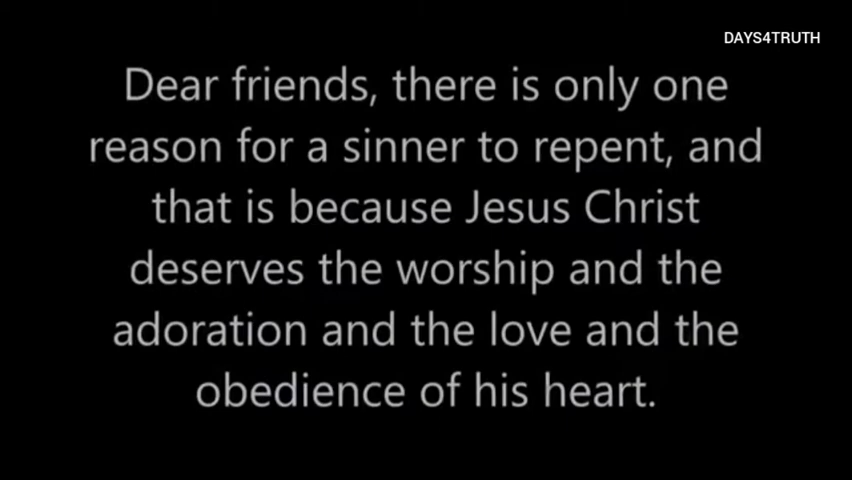 DAYS4TRUTH
Dear friends, there is only one
reason for a sinner to repent, and
that is because Jesus Christ
deserves the worship and the
adoration and the love and the
obedience of his heart.